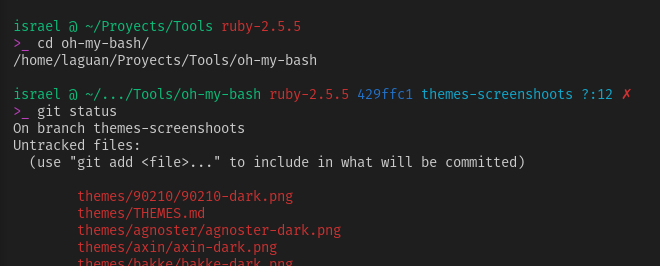 israel @ ~/Proyects/Tools ruby-2.5.5
>_ cd oh-my-bash/
/home/laguan/Proyects/Tools/oh-my-bash
israel @ ~/.../Tools/oh-my-bash ruby-2.5.5 429ffc1 themes-screenshoots ?:12 ✗
>_ git status
On branch themes-screenshoots
Untracked files:
  (use "git add <file>..." to include in what will be committed)
        themes/90210/90210-dark.png
        themes/THEMES.md
        themes/agnoster/agnoster-dark.png
        themes/axin/axin-dark.png
        themes/bakke/bakke-dark.png